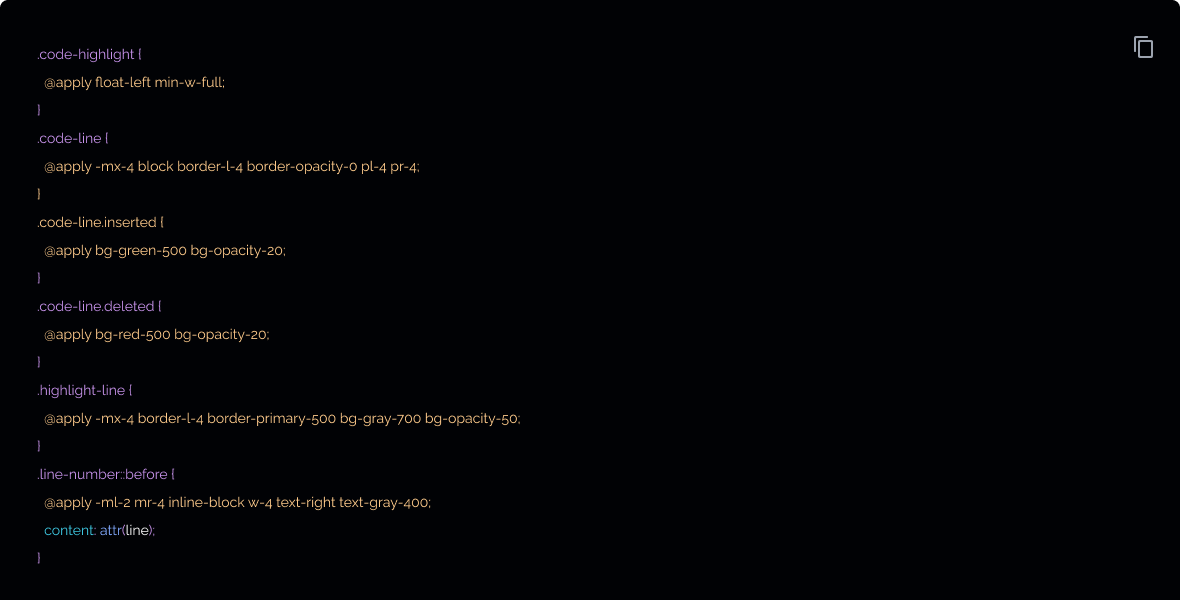 .code-highlight {
  @apply float-left min-w-full;
}
.code-line {
  @apply -mx-4 block border-l-4 border-opacity-0 pl-4 pr-4;
}
.code-line.inserted {
  @apply bg-green-500 bg-opacity-20;
}
.code-line.deleted {
  @apply bg-red-500 bg-opacity-20;
}
.highlight-line {
  @apply -mx-4 border-l-4 border-primary-500 bg-gray-700 bg-opacity-50;
}
.line-number::before {
  @apply -ml-2 mr-4 inline-block w-4 text-right text-gray-400;
  content: attr(line);
}